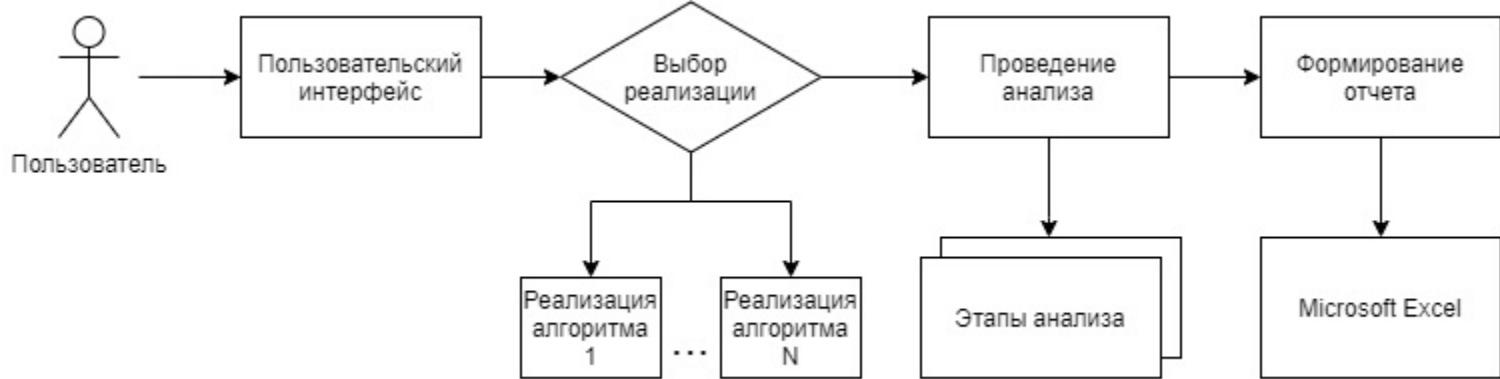 Пользователь
Пользовательский
интерфейс
Выбор
реализации
Проведение
анализа
Формирование
отчета
Реализация
алгоритма
1
...
Реализация
алгоритма
N
Этапы анализа
Microsoft Excel